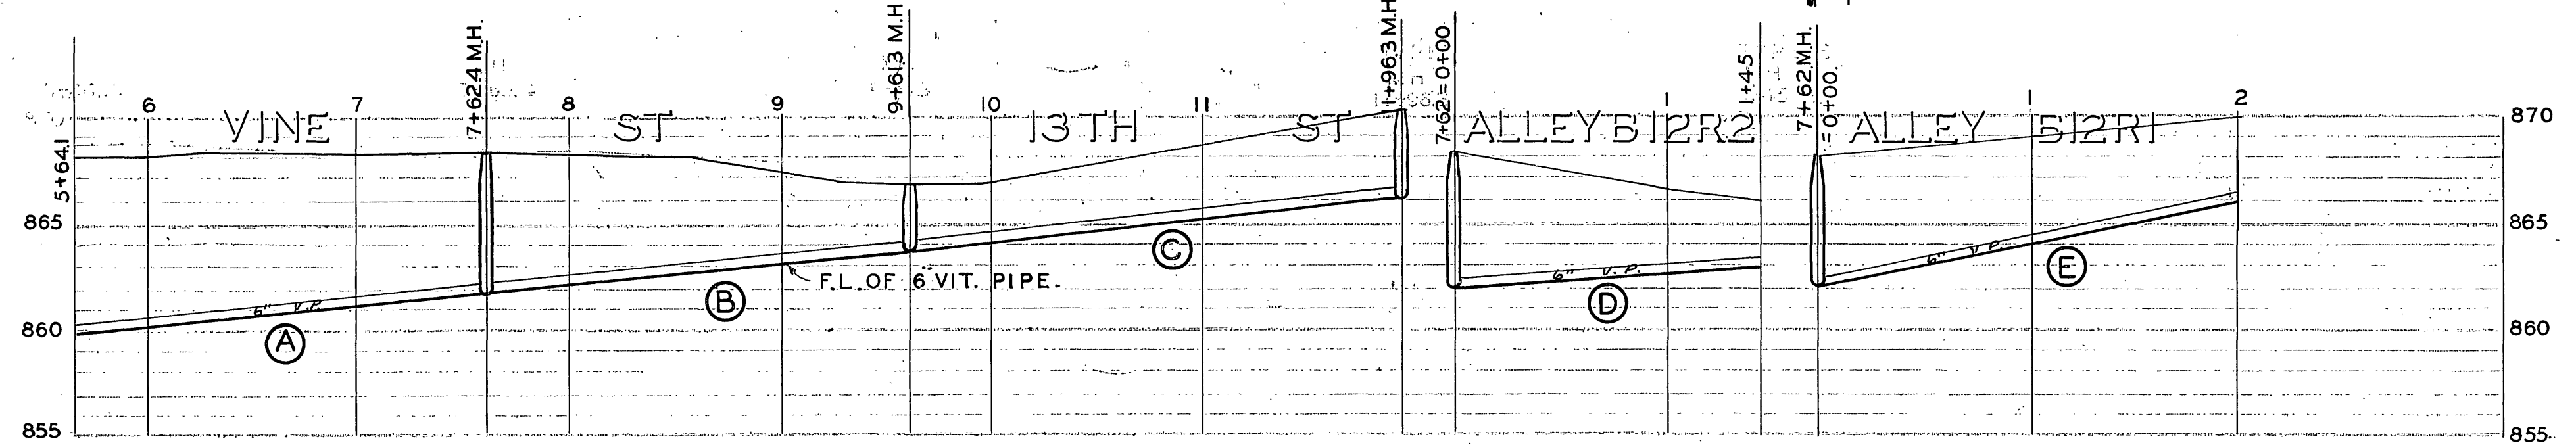 5+64.1
6
VINE
7
7+62.4 M.H.
8
ST
9
9+61.3 M.H
10
13TH
11
ST
1+96.3 M.H
7+62=0+00
ALLEY B12R2
1
1+45
7+62 M.H.
=0+00.
ALLEY B12R1
1
2
870
865
865
860
860
855
855
6" V.P.
A
B
F.L. OF 6" VIT. PIPE.
C
6" V.P.
D
6" V P
E